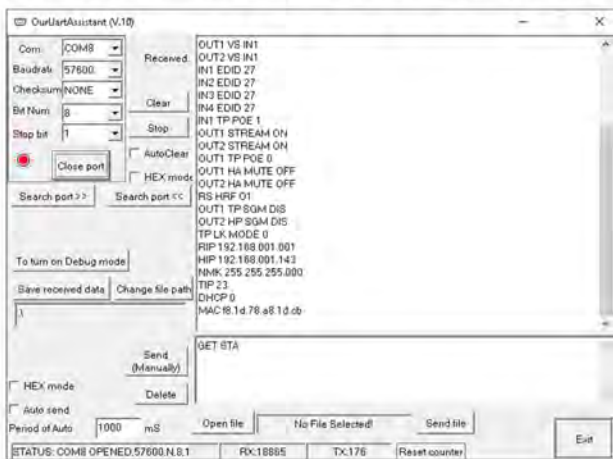 OurUartAssistant (V.10)
Com COM8
Baudrate 57600
Checksum NONE
Bit Num 8
Stop bit 1
Close port
Search port >>
Search port <<
Received
Clear
Stop
AutoClear
HEX mode
To turn on Debug mode
Save received data
Change file path
.\
OUT1 VS IN1
OUT2 VS IN1
IN1 EDID 27
IN2 EDID 27
IN3 EDID 27
IN4 EDID 27
IN1 TP POE 1
OUT1 STREAM ON
OUT2 STREAM ON
OUT1 TP POE 0
OUT1 HA MUTE OFF
OUT2 HA MUTE OFF
RS HRF 01
OUT1 TP SGM DIS
OUT2 HP SGM DIS
TP LK MODE 0
RIP 192.168.001.001
HIP 192.168.001.143
NMK 255.255.255.000
TIP 23
DHCP 0
MAC f8.1d.78.a8.1d.cb
GET STA
Send
(Manually)
Delete
HEX mode
Auto send
Period of Auto 1000 mS
Open file
No File Selected!
Send file
Exit
STATUS: COM8 OPENED,57600,N,8,1
RX:18885
TX:176
Reset counter